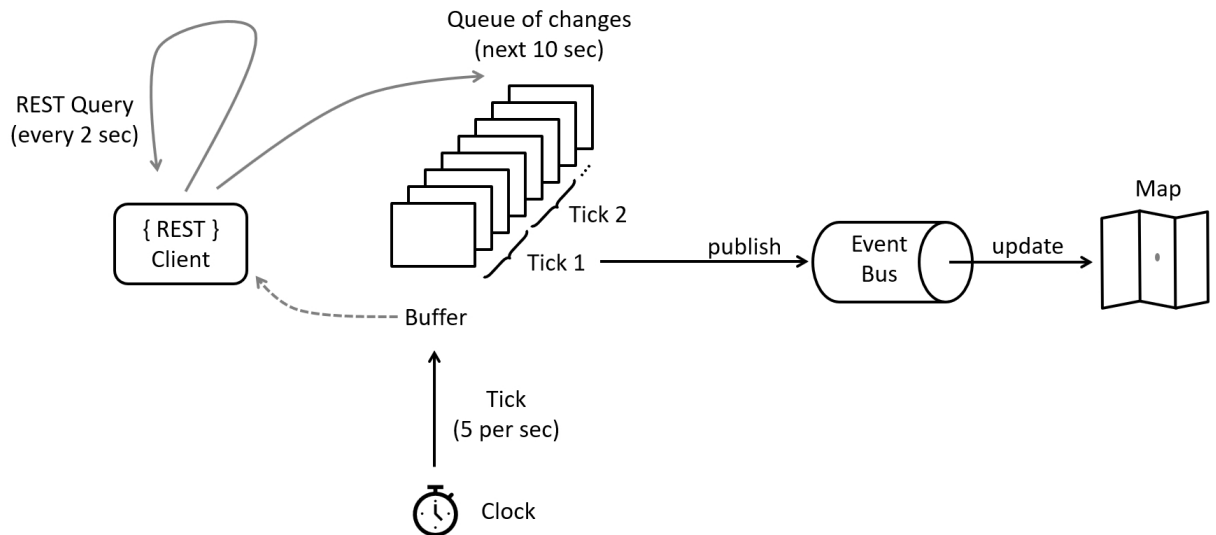 Queue of changes
(next 10 sec)
REST Query
(every 2 sec)
{ REST }
Client
...
Tick 2
Tick 1
publish
Event
Bus
update
Map
Buffer
Tick
(5 per sec)
Clock